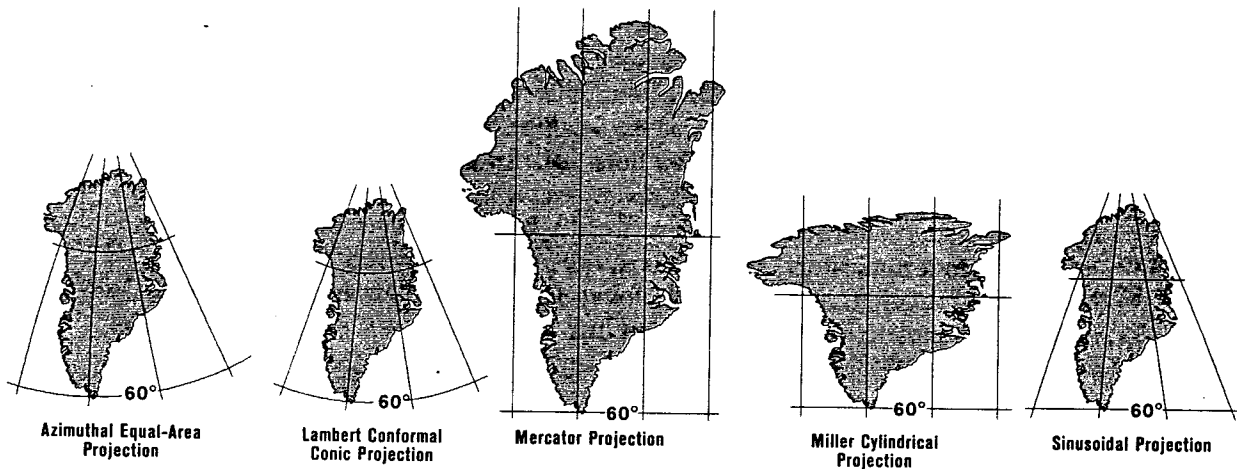 60°
Azimuthal Equal-Area
Projection
60°
Lambert Conformal
Conic Projection
60°
Mercator Projection
60°
Miller Cylindrical
Projection
60°
Sinusoidal Projection